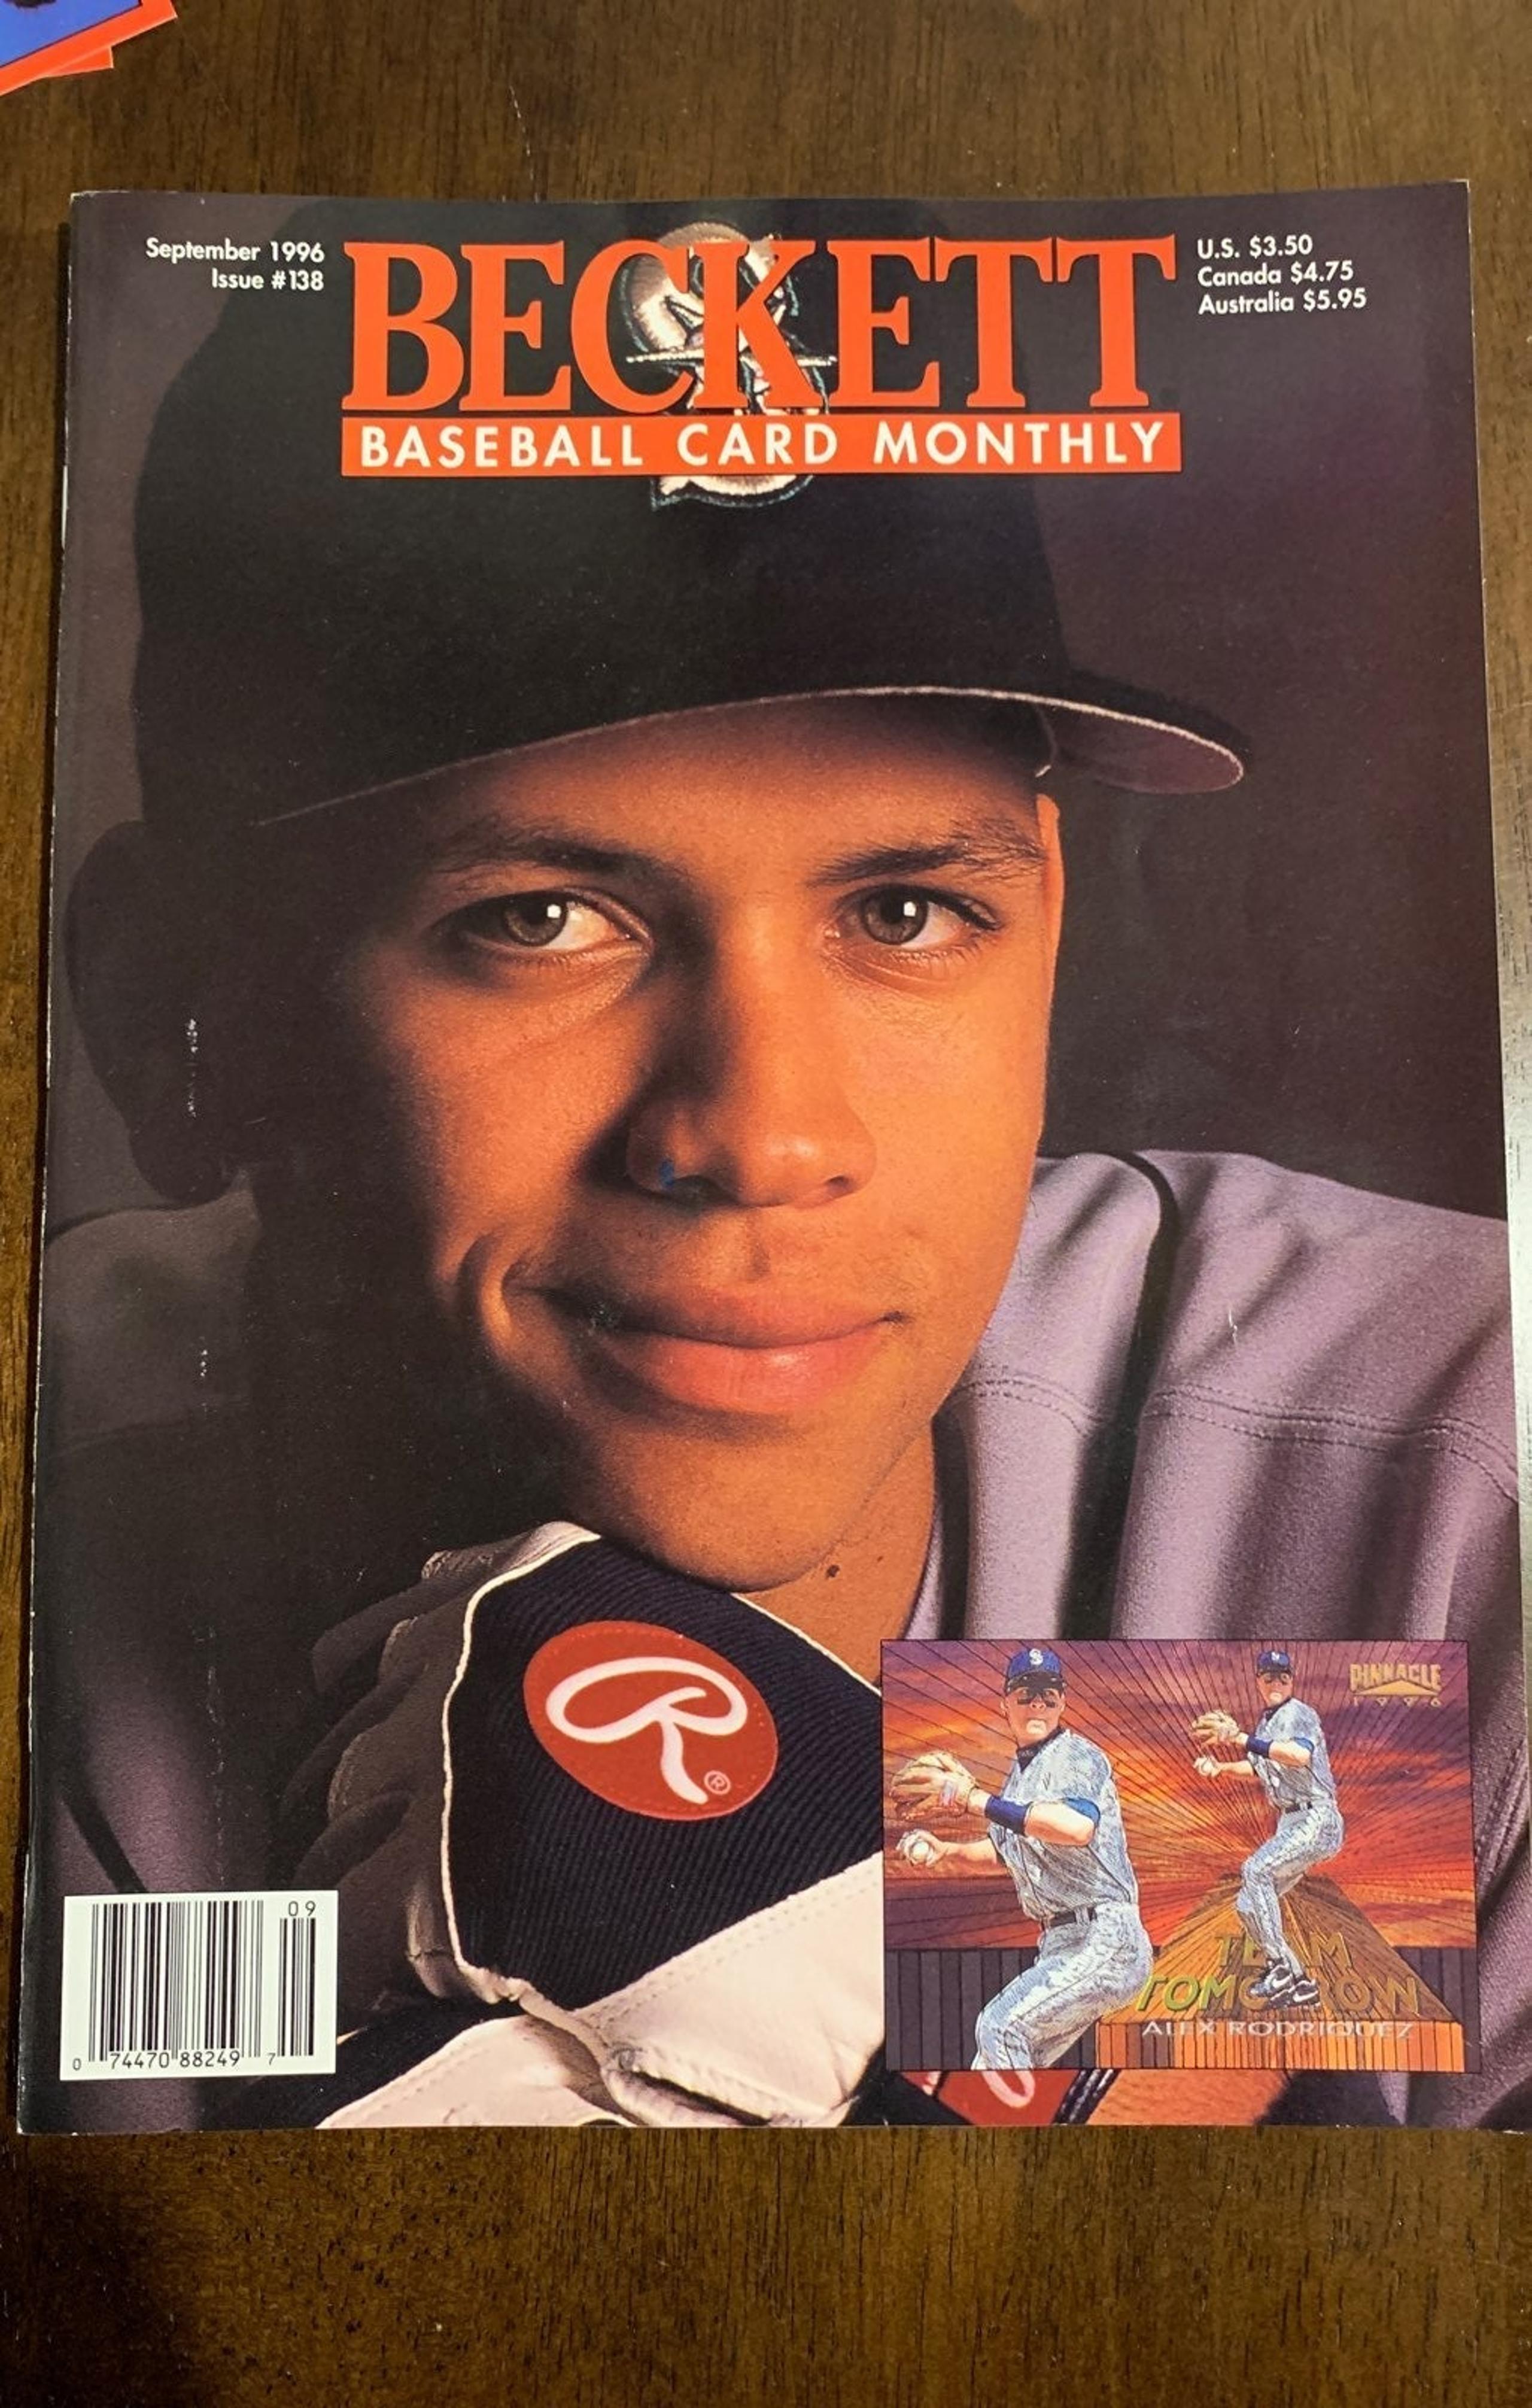 September 1996
Issue #138
BECKETT
BASEBALL CARD MONTHLY
U.S. $3.50
Canada $4.75
Australia $5.95
R®
PINNACLE
1996
TEAM
TOMORROW
ALEX RODRIGUEZ
09
0 74470 88249 7